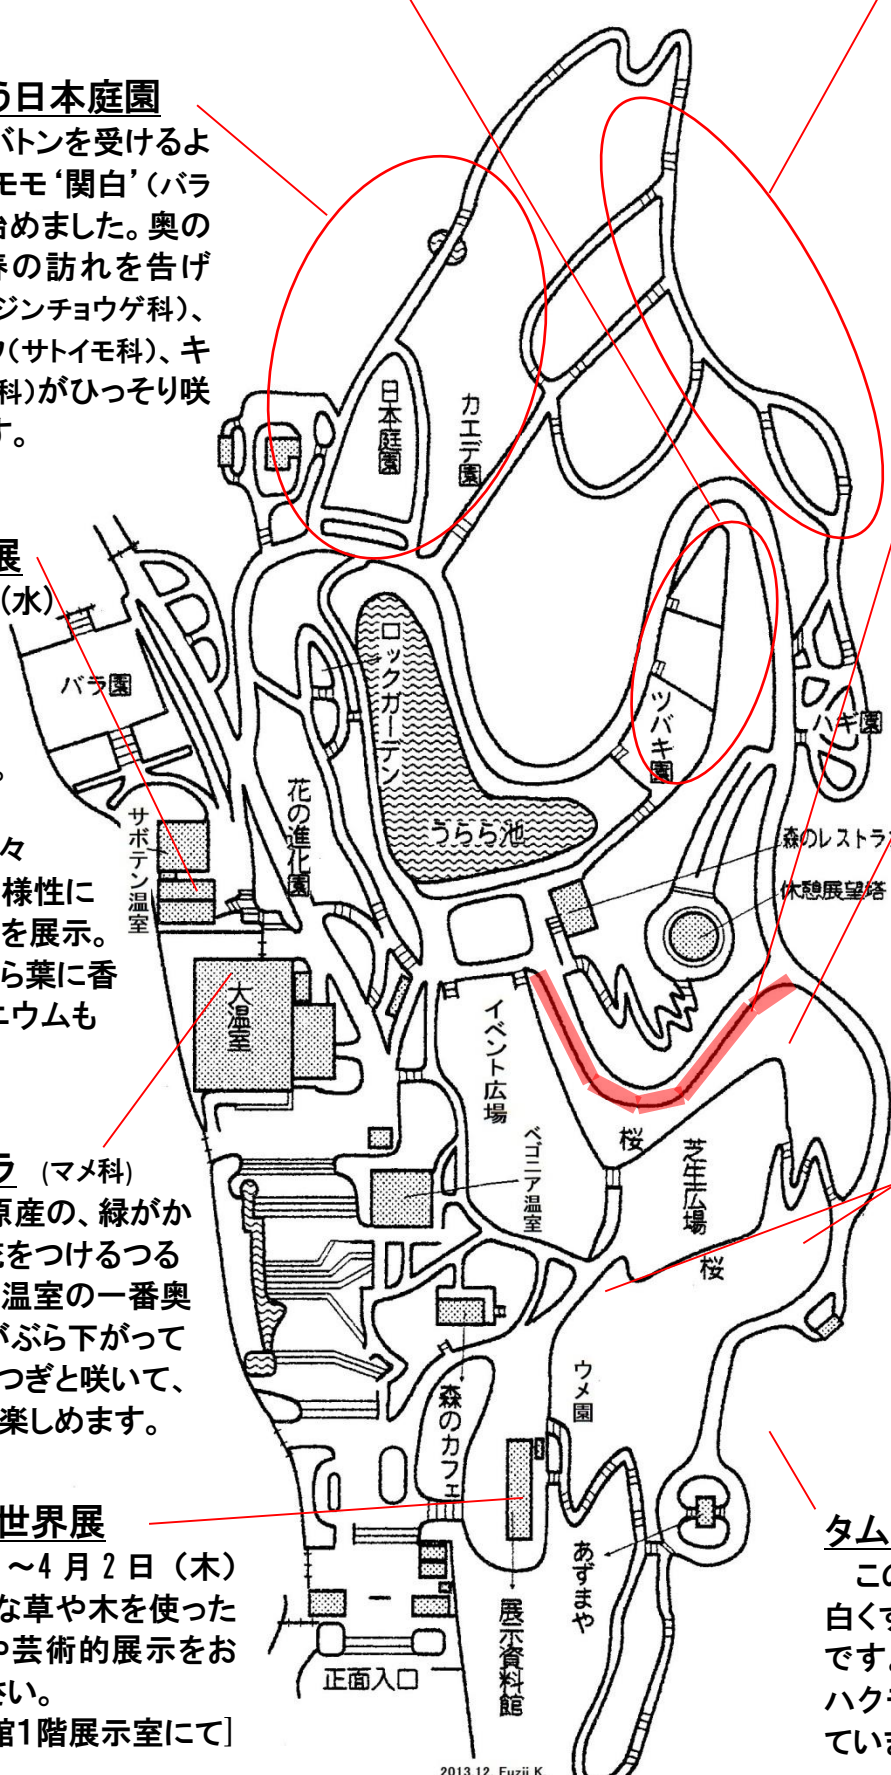 う日本庭園
バトンを受けるよ
モモ‘関白’(バラ
始めました。奥の
春の訪れを告げ
ジンチョウゲ科)、
ウ(サトイモ科)、キ
科)がひっそり咲
す。
展
(水)
。
々
様性に
を展示。
ら葉に香
ニウムも
ラ (マメ科)
原産の、緑がか
花をつけるつる
温室の一番奥
がぶら下がって
つぎと咲いて、
楽しめます。
世界展
～4月2日(木)
な草や木を使った
や芸術的展示をお
さい。
館1階展示室にて]
日本庭園
カエデ園
バラ園
ロックガーデン
ツバキ園
ハギ園
サボテン温室
花の進化園
うらら池
森のレストラン
休憩展望塔
大温室
イベント広場
ベゴニア温室
桜
芝生広場
桜
ウメ園
森のカフェ
あずまや
展示資料館
正面入口
タム
この
白くす
です。
ハクモ
ていま
2013.12 Fuzii K